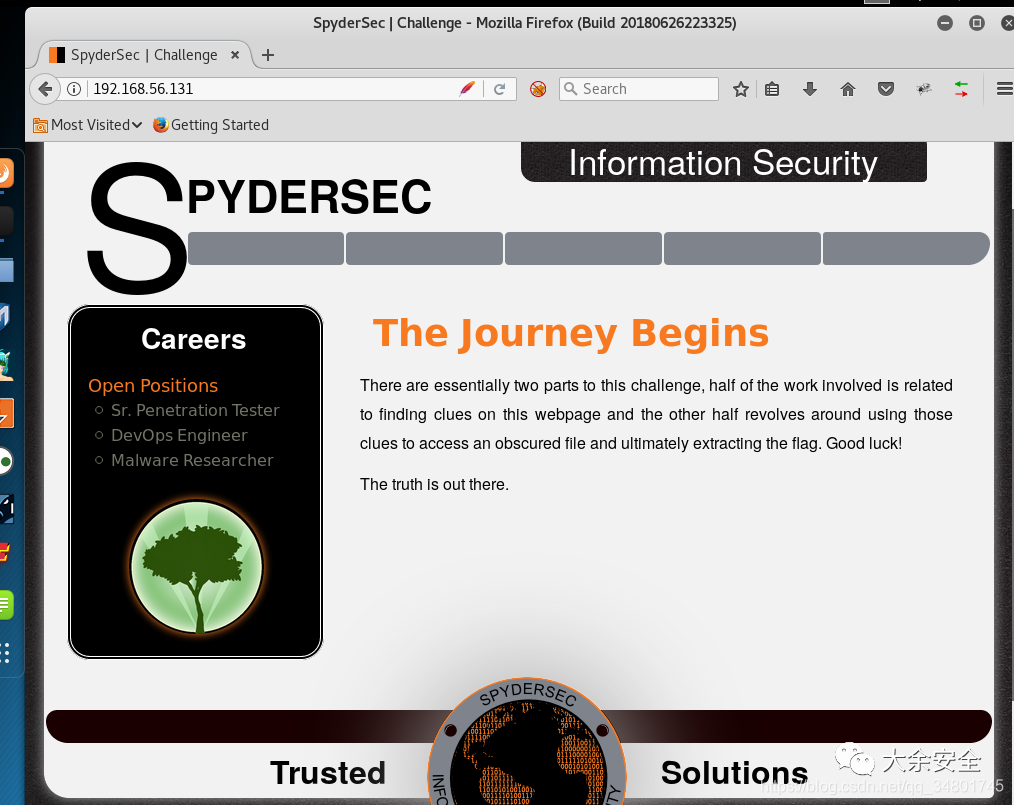 SpyderSec | Challenge - Mozilla Firefox (Build 20180626223325)
SpyderSec | Challenge
192.168.56.131
Search
Most Visited
Getting Started
Information Security
SPYDERSEC
Careers
Open Positions
Sr. Penetration Tester
DevOps Engineer
Malware Researcher
The Journey Begins
There are essentially two parts to this challenge, half of the work involved is related
to finding clues on this webpage and the other half revolves around using those
clues to access an obscured file and ultimately extracting the flag. Good luck!
The truth is out there.
SPYDERSEC
Trusted
Solutions
大余安全
https://blog.csdn.net/qq_34801745